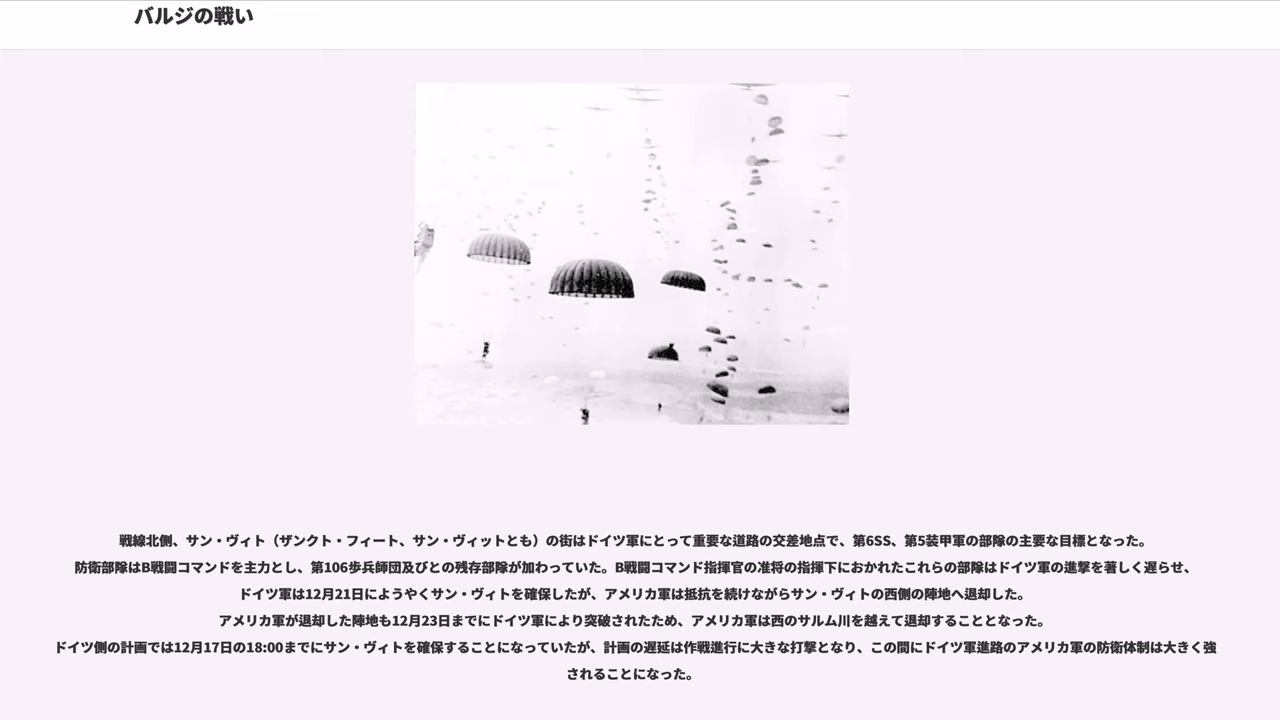 バルジの戦い
戦線北側、サン・ヴィト（ザンクト・フィート、サン・ヴィットとも）の街はドイツ軍にとって重要な道路の交差地点で、第6SS、第5装甲軍の部隊の主要な目標となった。
防衛部隊はB戦闘コマンドを主力とし、第106歩兵師団及びとの残存部隊が加わっていた。B戦闘コマンド指揮官の准将の指揮下におかれたこれらの部隊はドイツ軍の進撃を著しく遅らせ、
ドイツ軍は12月21日にようやくサン・ヴィトを確保したが、アメリカ軍は抵抗を続けながらサン・ヴィトの西側の陣地へ退却した。
アメリカ軍が退却した陣地も12月23日までにドイツ軍により突破されたため、アメリカ軍は西のサルム川を越えて退却することとなった。
ドイツ側の計画では12月17日の18:00までにサン・ヴィトを確保することになっていたが、計画の遅延は作戦進行に大きな打撃となり、この間にドイツ軍進路のアメリカ軍の防衛体制は大きく強
されることになった。